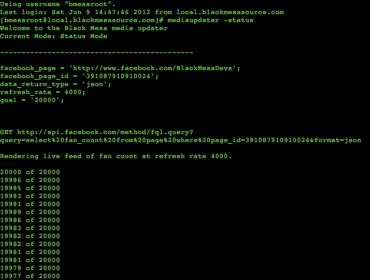 Using username "bmesaroot".
Last login: Sat Jun 9 14:47:46 2012 from local.blackmesasource.com
[bmesaroot@local.blackmesasource.com]# mediaupdater -status
Welcome to the Black Mesa media updater
Current Mode: Status Mode
---------------------------------------------
facebook_page = 'http://www.facebook.com/BlackMesaDevs';
facebook_page_id = '391087910910024';
data_return_type = 'json';
refresh_rate = 4000;
goal = '20000';
GET http://api.facebook.com/method/fql.query?
query=select%20fan_count%20from%20page%20where%20page_id=391087910910024&format=json
Rendering live feed of fan count at refresh rate 4000.
20000 of 20000
19996 of 20000
19995 of 20000
19993 of 20000
19991 of 20000
19989 of 20000
19986 of 20000
19983 of 20000
19982 of 20000
19982 of 20000
19981 of 20000
19981 of 20000
19979 of 20000
19977 of 20000